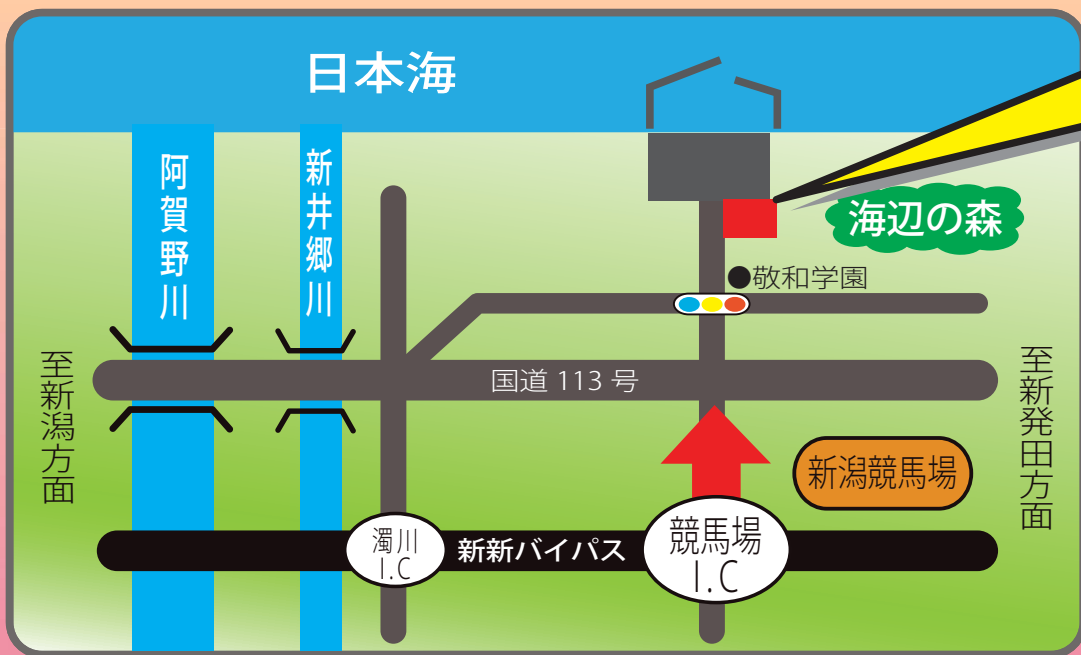 日本海
阿賀野川
新井郷川
海辺の森
敬和学園
至新潟方面
国道 113 号
至新発田方面
新潟競馬場
濁川
I.C
新新バイパス
競馬場
I.C